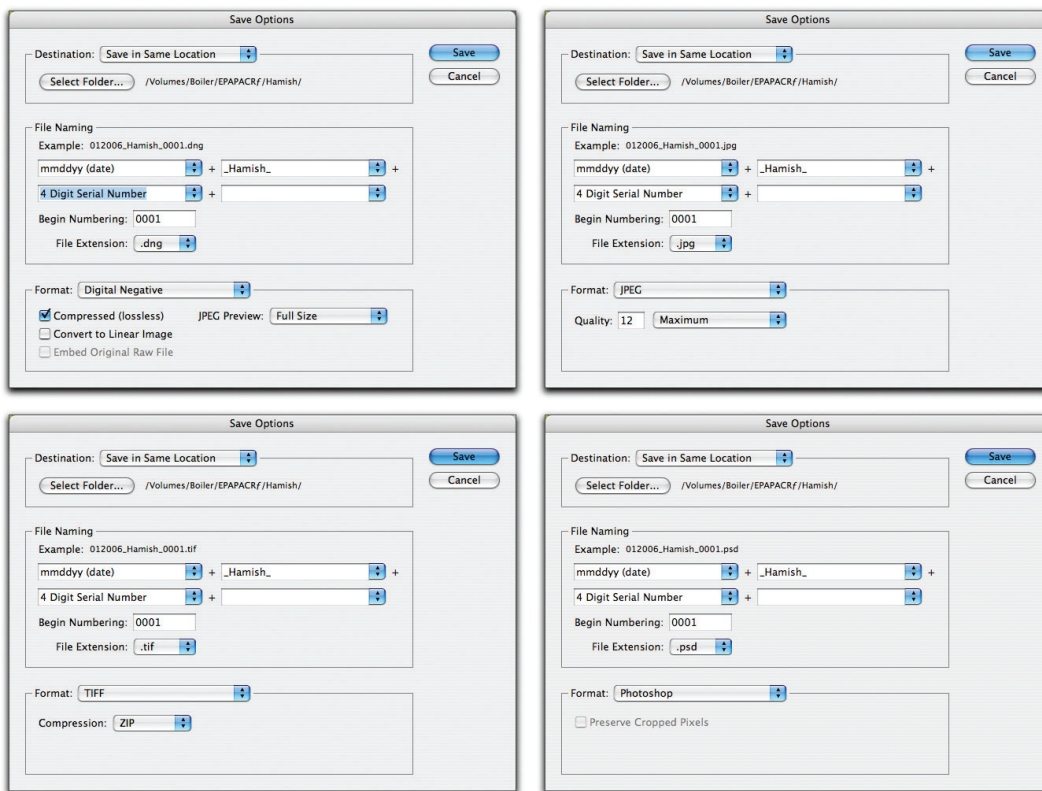 Save Options
Destination: Save in Same Location
Save
Select Folder... /Volumes/Boiler/EPAPACRƒ/Hamish/
Cancel
File Naming
Example: 012006_Hamish_0001.dng
mmddyy (date) + _Hamish_ +
4 Digit Serial Number +
Begin Numbering: 0001
File Extension: .dng
Format: Digital Negative
Compressed (lossless) JPEG Preview: Full Size
Convert to Linear Image
Embed Original Raw File
Save Options
Destination: Save in Same Location
Save
Select Folder... /Volumes/Boiler/EPAPACRƒ/Hamish/
Cancel
File Naming
Example: 012006_Hamish_0001.jpg
mmddyy (date) + _Hamish_ +
4 Digit Serial Number +
Begin Numbering: 0001
File Extension: .jpg
Format: JPEG
Quality: 12 Maximum
Save Options
Destination: Save in Same Location
Save
Select Folder... /Volumes/Boiler/EPAPACRƒ/Hamish/
Cancel
File Naming
Example: 012006_Hamish_0001.tif
mmddyy (date) + _Hamish_ +
4 Digit Serial Number +
Begin Numbering: 0001
File Extension: .tif
Format: TIFF
Compression: ZIP
Save Options
Destination: Save in Same Location
Save
Select Folder... /Volumes/Boiler/EPAPACRƒ/Hamish/
Cancel
File Naming
Example: 012006_Hamish_0001.psd
mmddyy (date) + _Hamish_ +
4 Digit Serial Number +
Begin Numbering: 0001
File Extension: .psd
Format: Photoshop
Preserve Cropped Pixels